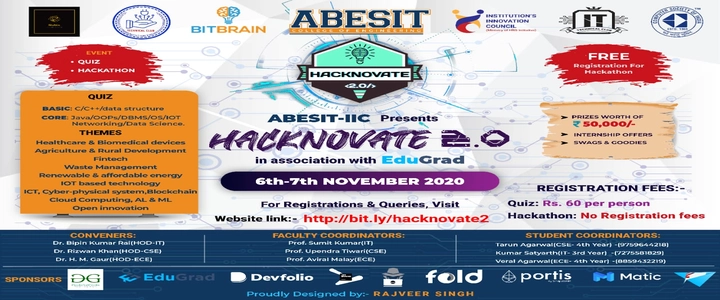 BITBRAIN
ABESIT
COLLEGE OF ENGINEERING
INSTITUTION'S
INNOVATION
COUNCIL
(Ministry of HRD Initiative)
IT
TECHNICAL CLUB
EVENT
• QUIZ
• HACKATHON
HACKNOVATE
<2.0/>
FREE
Registration For
Hackathon
QUIZ
BASIC: C/C++/data structure
CORE: Java/OOPs/DBMS/OS/IOT
Networking/Data Science.
THEMES
Healthcare & Biomedical devices
Agriculture & Rural Development
Fintech
Waste Management
Renewable & affordable energy
IOT based technology
ICT, Cyber-physical system,Blockchain
Cloud Computing, AL & ML
Open innovation
ABESIT-IIC Presents
HACKNOVATE 2.0
in association with EduGrad
6th-7th NOVEMBER 2020
For Registrations & Queries, Visit
Website link:- http://bit.ly/hacknovate2
PRIZES WORTH OF
₹ 50,000/-
INTERNSHIP OFFERS
SWAGS & GOODIES
REGISTRATION FEES:-
Quiz: Rs. 60 per person
Hackathon: No Registration fees
CONVENERS:
Dr. Bipin Kumar Rai(HOD-IT)
Dr. Rizwan Khan(HOD-CSE)
Dr. H. M. Gaur(HOD-ECE)
FACULTY COORDINATORS:
Prof. Sumit Kumar(IT)
Prof. Upendra Tiwari(CSE)
Prof. Aviral Malay(ECE)
STUDENT COORDINATORS:
Tarun Agarwal(CSE- 4th Year) -(9759644218)
Kumar Satyarth(IT- 3rd Year) -(7275581829)
Veral Agarwal(ECE- 4th Year) -(8859432219)
SPONSORS
EduGrad
Devfolio
fold
portis
Matic
Proudly Designed by:- RAJVEER SINGH